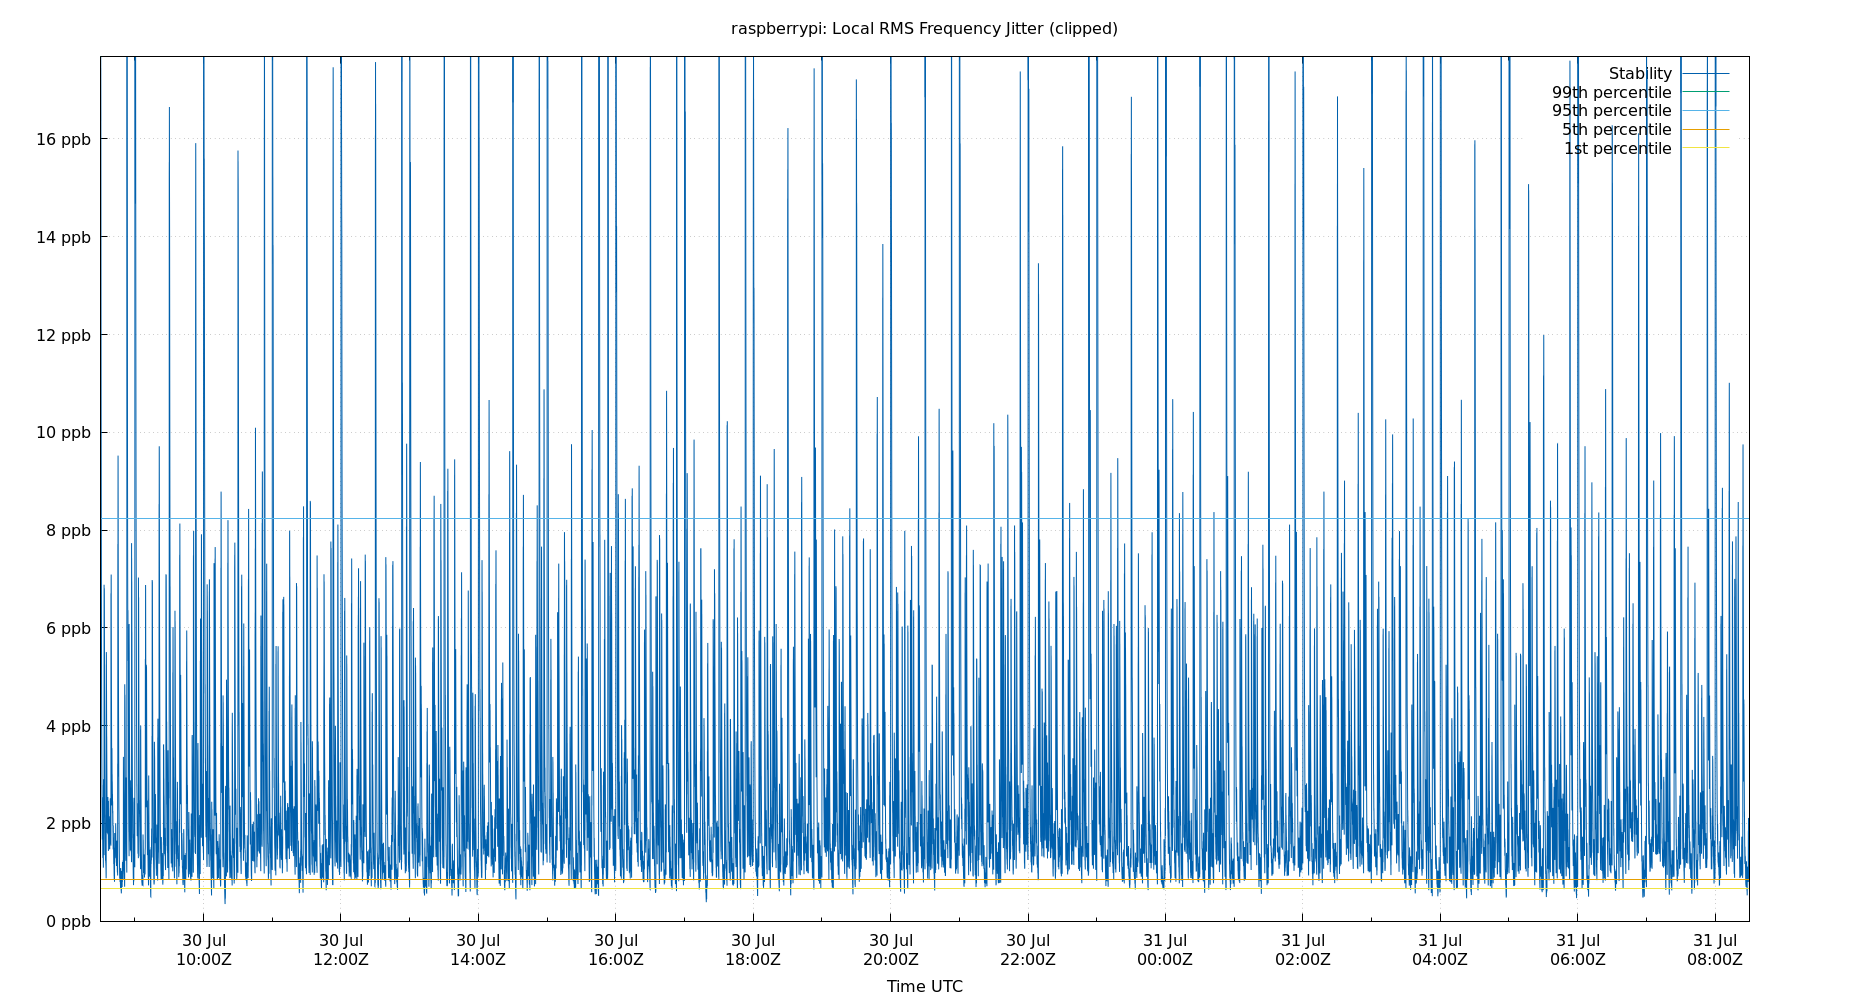 raspberrypi: Local RMS Frequency Jitter (clipped)
Stability
99th percentile
95th percentile
5th percentile
1st percentile
16 ppb
14 ppb
12 ppb
10 ppb
8 ppb
6 ppb
4 ppb
2 ppb
0 ppb
30 Jul 30 Jul 30 Jul 30 Jul 30 Jul 30 Jul 30 Jul 31 Jul 31 Jul 31 Jul 31 Jul 31 Jul
10:00Z 12:00Z 14:00Z 16:00Z 18:00Z 20:00Z 22:00Z 00:00Z 02:00Z 04:00Z 06:00Z 08:00Z
Time UTC